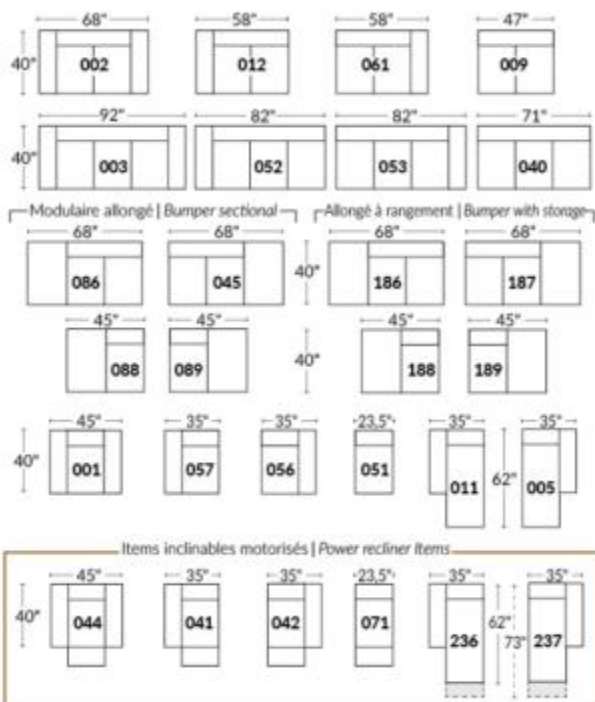 68" 58" 58" 47"
40" 002 012 061 009
92" 82" 82" 71"
40" 003 052 053 040
Modulaire allongé | Bumper sectional Allongé à rangement | Bumper with storage
68" 68" 68" 68"
086 045 40" 186 187
45" 45" 45" 45"
088 089 40" 188 189
45" 35" 35" 23.5" 35" 35"
40" 001 057 056 051 011 62" 005
Items inclinables motorisés | Power recliner Items
45" 35" 35" 23.5" 35" 35"
40" 044 041 042 071 236 62" 73" 237